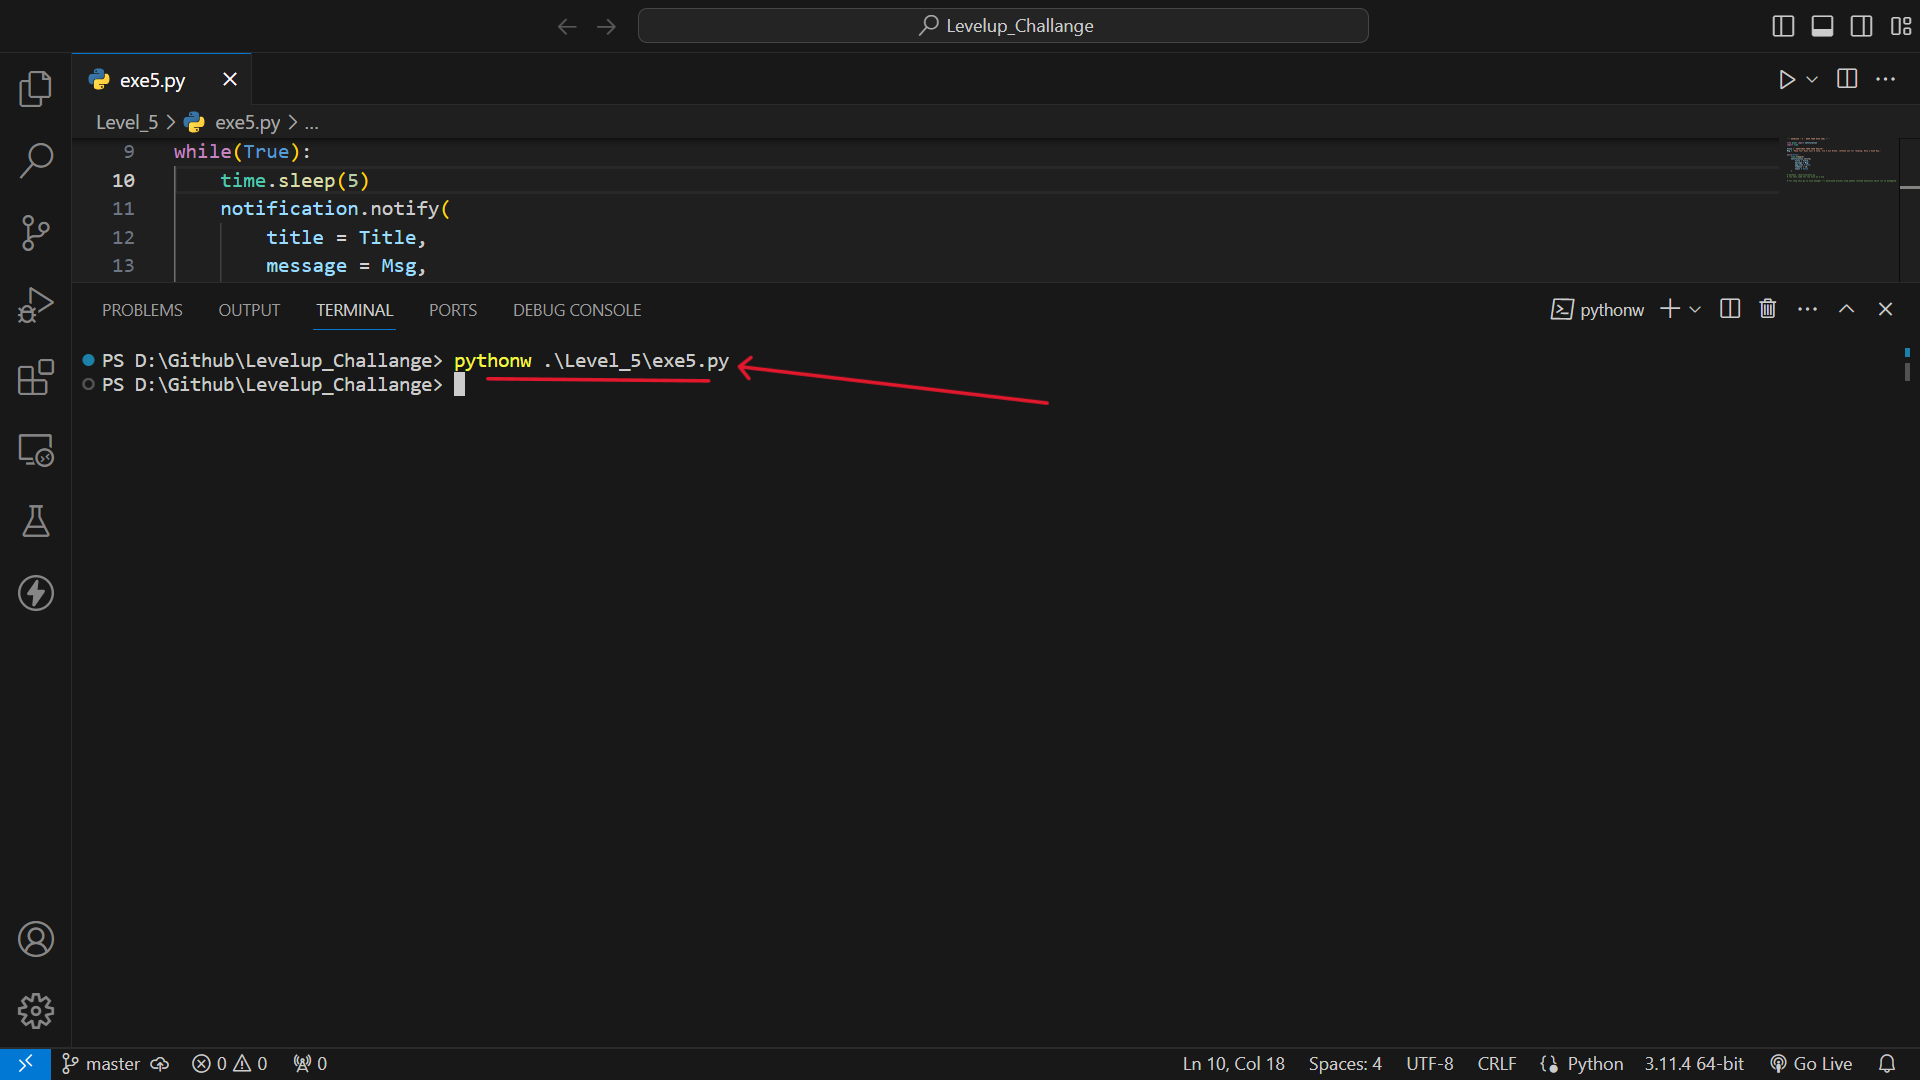 Levelup_Challange
exe5.py
Level_5 > exe5.py > ...
9 while(True):
10 time.sleep(5)
11 notification.notify(
12 title = Title,
13 message = Msg,
PROBLEMS OUTPUT TERMINAL PORTS DEBUG CONSOLE pythonw
PS D:\Github\Levelup_Challange> pythonw .\Level_5\exe5.py
PS D:\Github\Levelup_Challange>
master 0 0 0 Ln 10, Col 18 Spaces: 4 UTF-8 CRLF Python 3.11.4 64-bit Go Live